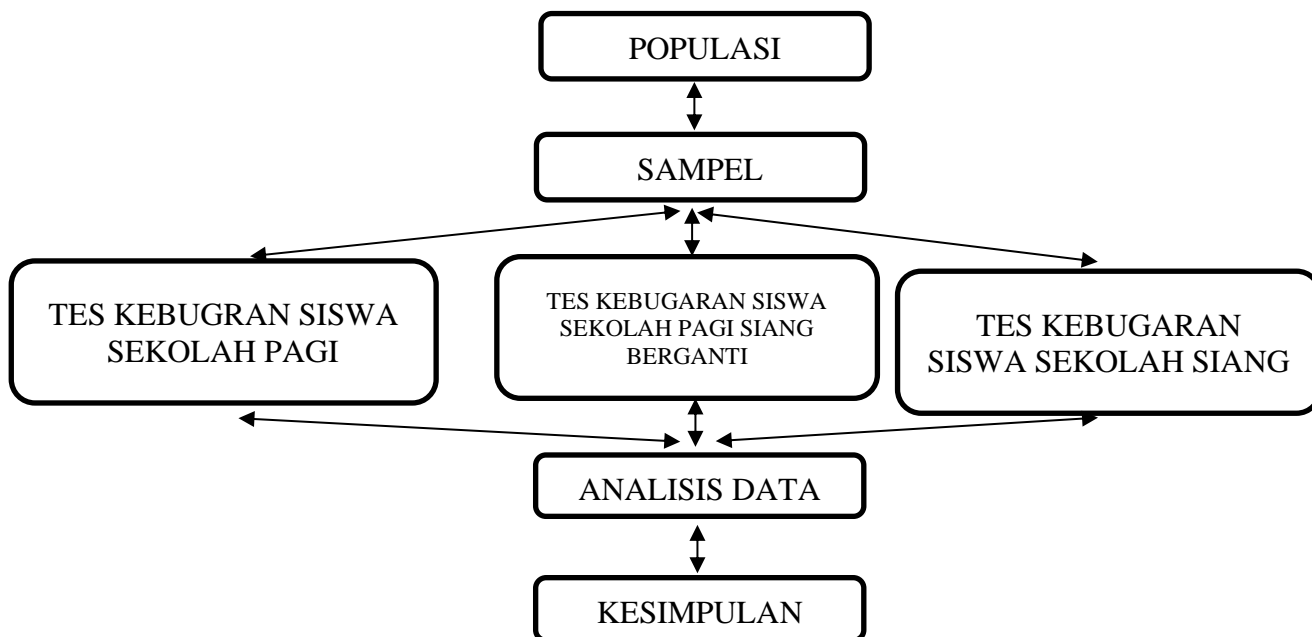 POPULASI
SAMPEL
TES KEBUGRAN SISWA
SEKOLAH PAGI
TES KEBUGARAN SISWA
SEKOLAH PAGI SIANG
BERGANTI
TES KEBUGARAN
SISWA SEKOLAH SIANG
ANALISIS DATA
KESIMPULAN